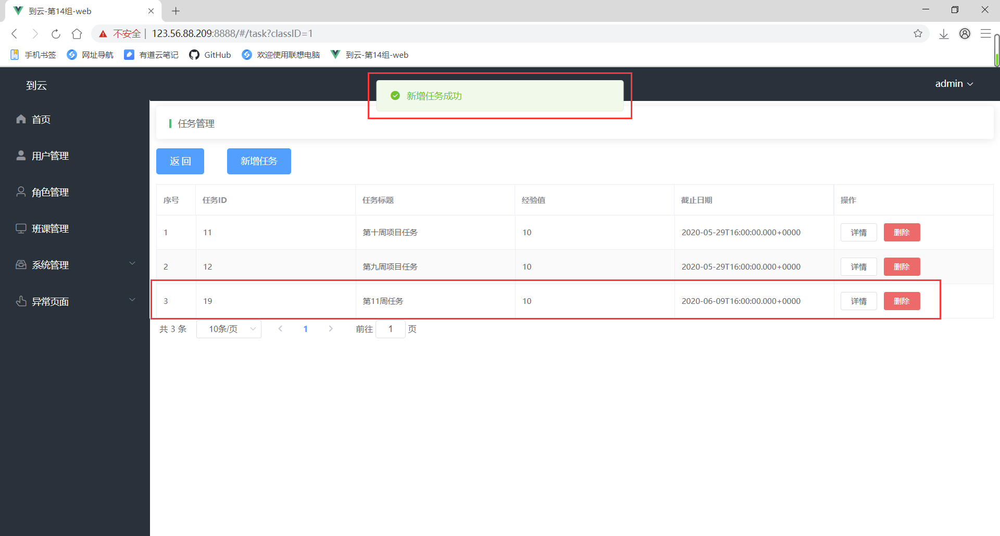 到云-第14组-web
不安全 | 123.56.88.209:8888/#/task?classID=1
手机书签 网址导航 有道云笔记 GitHub 欢迎使用联想电脑 到云-第14组-web
到云
admin
新增任务成功
首页
用户管理
角色管理
班课管理
系统管理
异常页面
任务管理
返 回 新增任务
序号 任务ID 任务标题 经验值 截止日期 操作
1 11 第十周项目任务 10 2020-05-29T16:00:00.000+0000 详情 删除
2 12 第九周项目任务 10 2020-05-29T16:00:00.000+0000 详情 删除
3 19 第11周任务 10 2020-06-09T16:00:00.000+0000 详情 删除
共 3 条 10条/页 1 前往 1 页